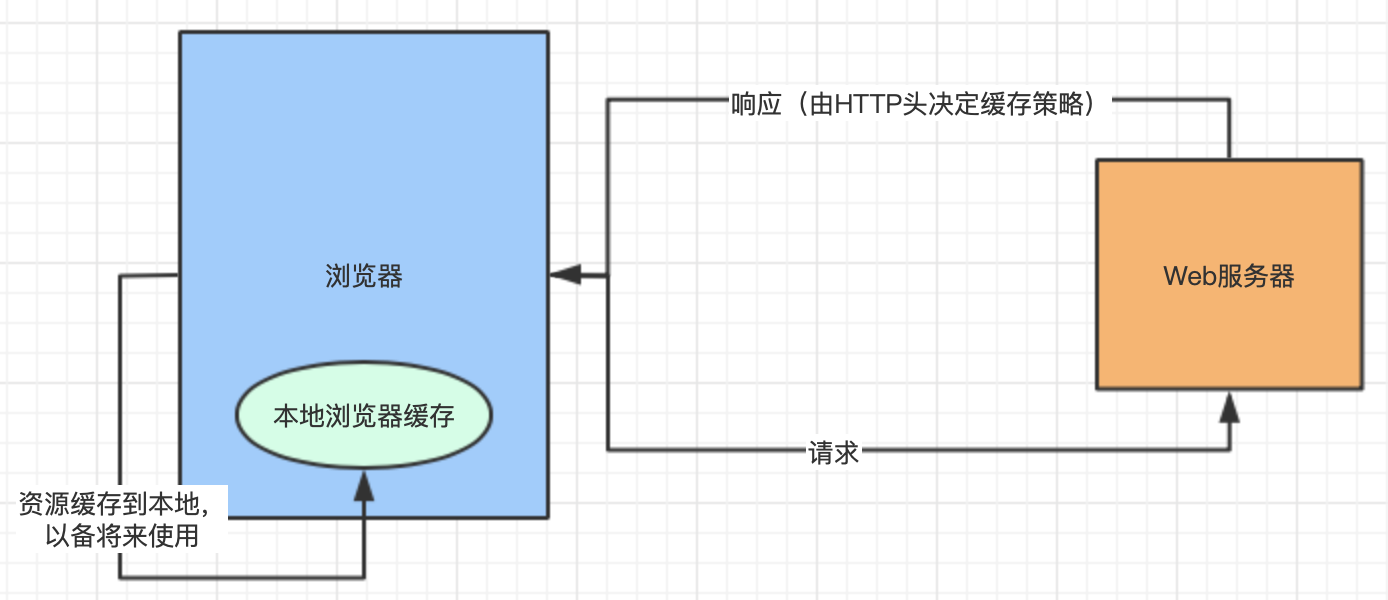 响应（由HTTP头决定缓存策略）
浏览器
Web服务器
本地浏览器缓存
请求
资源缓存到本地，
以备将来使用